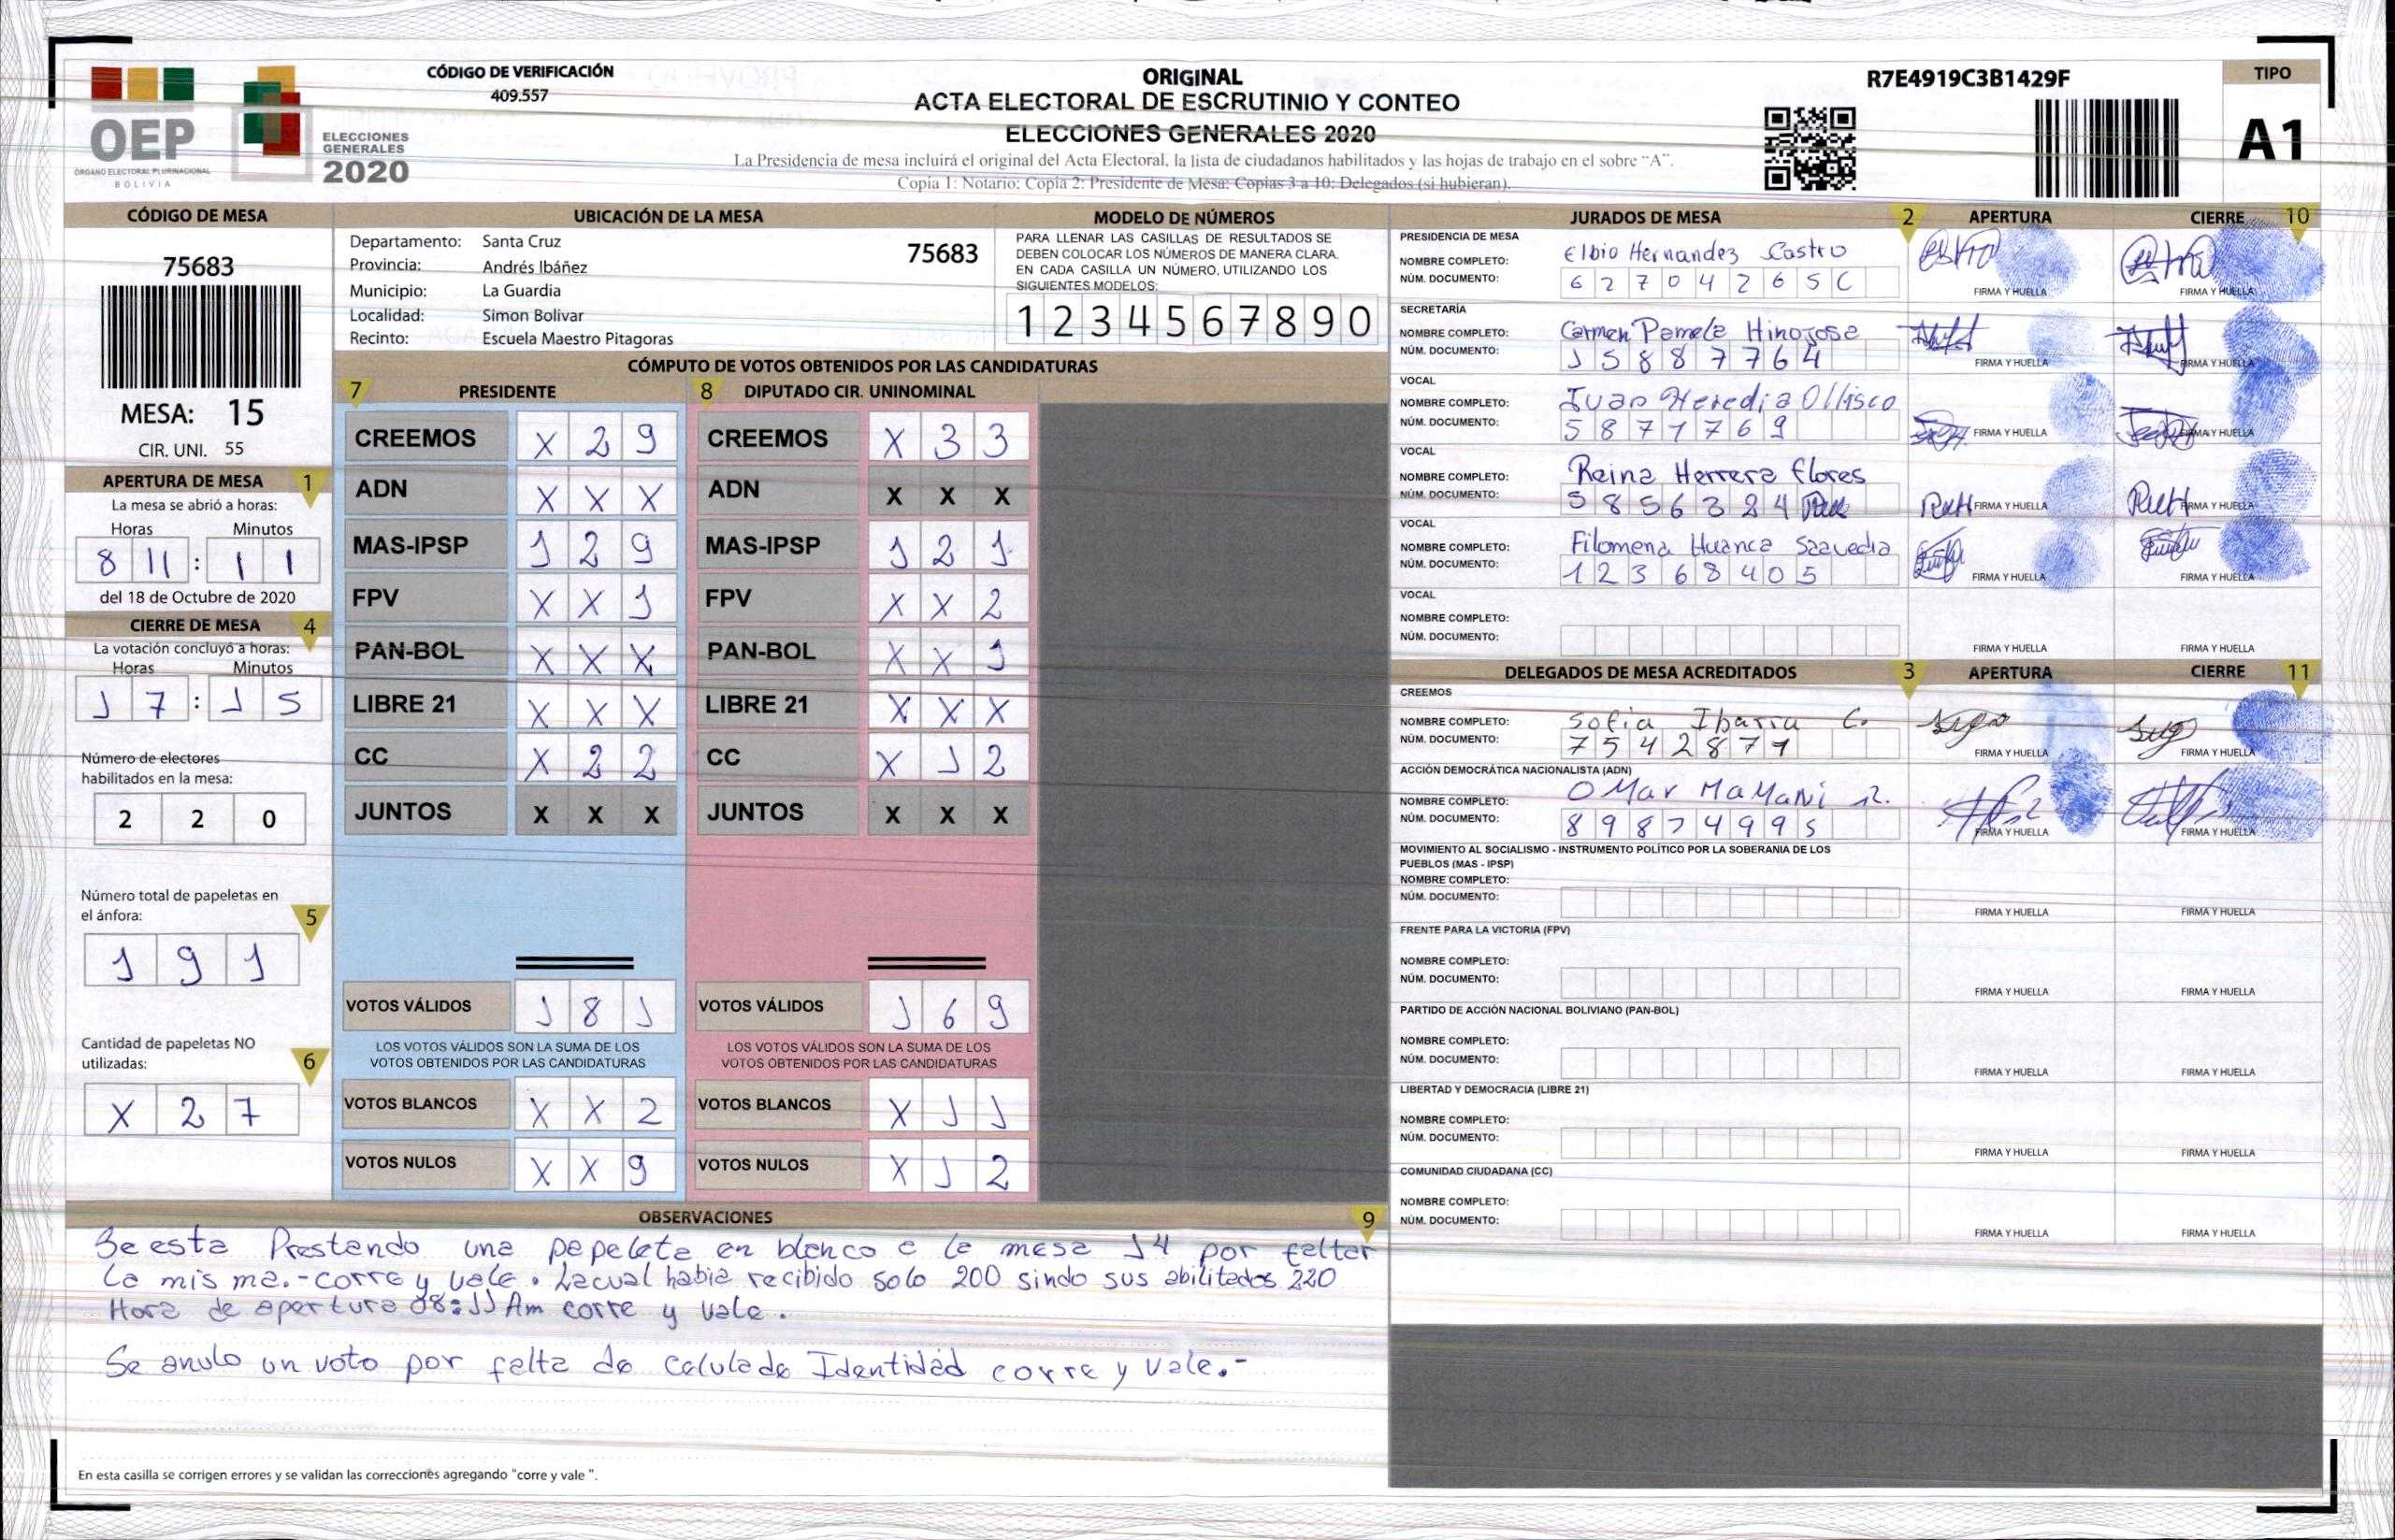 OEP
ÓRGANO ELECTORAL PLURINACIONAL
BOLIVIA
ELECCIONES
GENERALES
2020
CÓDIGO DE VERIFICACIÓN
409.557
ORIGINAL
ACTA ELECTORAL DE ESCRUTINIO Y CONTEO
ELECCIONES GENERALES 2020
La Presidencia de mesa incluirá el original del Acta Electoral, la lista de ciudadanos habilitados y las hojas de trabajo en el sobre "A".
Copia 1: Notario; Copia 2: Presidente de Mesa; Copias 3 a 10: Delegados (si hubieran).
R7E4919C3B1429F
TIPO
A1
CÓDIGO DE MESA
75683
MESA: 15
CIR. UNI. 55
APERTURA DE MESA 1
La mesa se abrió a horas:
Horas Minutos
8 11 : 1 1
del 18 de Octubre de 2020
CIERRE DE MESA 4
La votación concluyó a horas:
Horas Minutos
1 7 : 1 5
Número de electores
habilitados en la mesa:
2 2 0
Número total de papeletas en
el ánfora: 5
1 9 1
Cantidad de papeletas NO
utilizadas: 6
X 2 7
UBICACIÓN DE LA MESA
Departamento: Santa Cruz 75683
Provincia: Andrés Ibáñez
Municipio: La Guardia
Localidad: Simon Bolivar
Recinto: Escuela Maestro Pitagoras
MODELO DE NÚMEROS
PARA LLENAR LAS CASILLAS DE RESULTADOS SE
DEBEN COLOCAR LOS NÚMEROS DE MANERA CLARA.
EN CADA CASILLA UN NÚMERO, UTILIZANDO LOS
SIGUIENTES MODELOS:
1 2 3 4 5 6 7 8 9 0
CÓMPUTO DE VOTOS OBTENIDOS POR LAS CANDIDATURAS
7 PRESIDENTE
CREEMOS X 2 9
ADN X X X
MAS-IPSP 1 2 9
FPV X X 1
PAN-BOL X X X
LIBRE 21 X X X
CC X 2 2
JUNTOS X X X
VOTOS VÁLIDOS 1 8 1
LOS VOTOS VÁLIDOS SON LA SUMA DE LOS
VOTOS OBTENIDOS POR LAS CANDIDATURAS
VOTOS BLANCOS X X 2
VOTOS NULOS X X 9
8 DIPUTADO CIR. UNINOMINAL
CREEMOS X 3 3
ADN X X X
MAS-IPSP 1 2 1
FPV X X 2
PAN-BOL X X 1
LIBRE 21 X X X
CC X 1 2
JUNTOS X X X
VOTOS VÁLIDOS 1 6 9
LOS VOTOS VÁLIDOS SON LA SUMA DE LOS
VOTOS OBTENIDOS POR LAS CANDIDATURAS
VOTOS BLANCOS X 1 1
VOTOS NULOS X 1 2
OBSERVACIONES 9
Se esta Prestando una papeleta en blanco a la mesa 14 por faltar
la mis ma.-corre y vale. Lacual habia recibido solo 200 sindo sus abilitados 220
Hora de apertura 08:11 Am corre y vale.
Se anulo un voto por falta de Celulade Identidad corre y vale.-
En esta casilla se corrigen errores y se validan las correcciones agregando "corre y vale ".
JURADOS DE MESA 2 APERTURA CIERRE 10
PRESIDENCIA DE MESA
NOMBRE COMPLETO: Elbio Hernandez Castro
NÚM. DOCUMENTO: 6 2 7 0 4 2 6 S C
FIRMA Y HUELLA FIRMA Y HUELLA
SECRETARÍA
NOMBRE COMPLETO: Carmen Pamela Hinojosa
NÚM. DOCUMENTO: 1 5 8 8 7 7 6 4
FIRMA Y HUELLA FIRMA Y HUELLA
VOCAL
NOMBRE COMPLETO: Juan Heredia Ollisco
NÚM. DOCUMENTO: 5 8 7 1 7 6 9
FIRMA Y HUELLA FIRMA Y HUELLA
VOCAL
NOMBRE COMPLETO: Reina Herrera flores
NÚM. DOCUMENTO: 5 8 5 6 3 2 4
FIRMA Y HUELLA FIRMA Y HUELLA
VOCAL
NOMBRE COMPLETO: Filomena Huanca Saavedia
NÚM. DOCUMENTO: 1 2 3 6 8 4 0 5
FIRMA Y HUELLA FIRMA Y HUELLA
VOCAL
NOMBRE COMPLETO:
NÚM. DOCUMENTO:
FIRMA Y HUELLA FIRMA Y HUELLA
DELEGADOS DE MESA ACREDITADOS 3 APERTURA CIERRE 11
CREEMOS
NOMBRE COMPLETO: Sofia Ibarra C.
NÚM. DOCUMENTO: 7 5 4 2 8 7 1
FIRMA Y HUELLA FIRMA Y HUELLA
ACCIÓN DEMOCRÁTICA NACIONALISTA (ADN)
NOMBRE COMPLETO: OMar MaMaNi R.
NÚM. DOCUMENTO: 8 9 8 7 4 9 9 5
FIRMA Y HUELLA FIRMA Y HUELLA
MOVIMIENTO AL SOCIALISMO - INSTRUMENTO POLÍTICO POR LA SOBERANIA DE LOS
PUEBLOS (MAS - IPSP)
NOMBRE COMPLETO:
NÚM. DOCUMENTO:
FIRMA Y HUELLA FIRMA Y HUELLA
FRENTE PARA LA VICTORIA (FPV)
NOMBRE COMPLETO:
NÚM. DOCUMENTO:
FIRMA Y HUELLA FIRMA Y HUELLA
PARTIDO DE ACCIÓN NACIONAL BOLIVIANO (PAN-BOL)
NOMBRE COMPLETO:
NÚM. DOCUMENTO:
FIRMA Y HUELLA FIRMA Y HUELLA
LIBERTAD Y DEMOCRACIA (LIBRE 21)
NOMBRE COMPLETO:
NÚM. DOCUMENTO:
FIRMA Y HUELLA FIRMA Y HUELLA
COMUNIDAD CIUDADANA (CC)
NOMBRE COMPLETO:
NÚM. DOCUMENTO:
FIRMA Y HUELLA FIRMA Y HUELLA